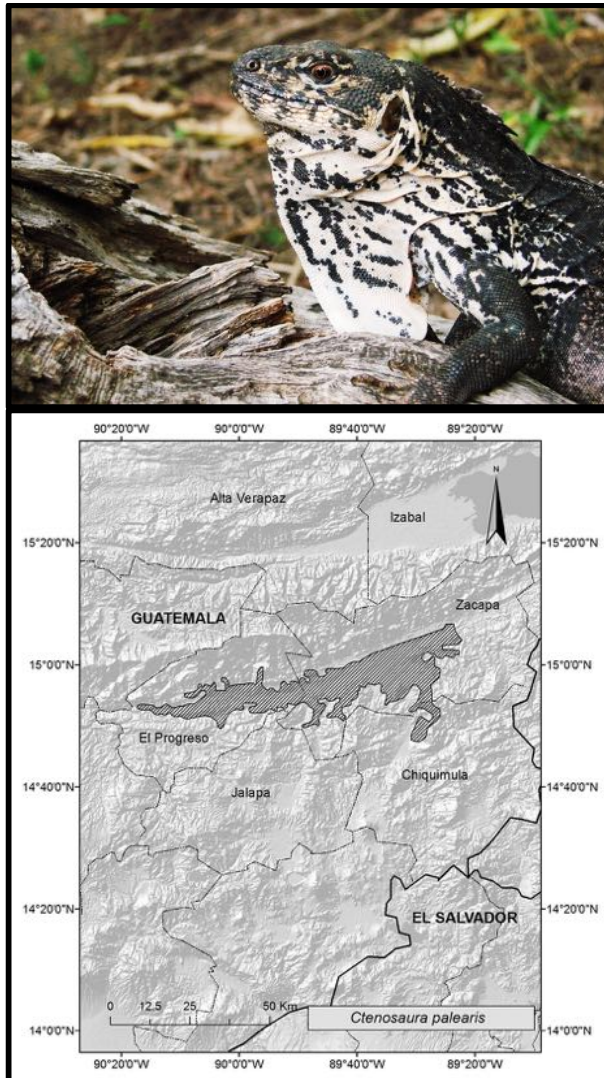 90°20'0"W 90°0'0"W 89°40'0"W 89°20'0"W
N
Alta Verapaz
Izabal
15°20'0"N 15°20'0"N
Zacapa
GUATEMALA
15°0'0"N 15°0'0"N
El Progreso
Chiquimula
14°40'0"N 14°40'0"N
Jalapa
14°20'0"N EL SALVADOR 14°20'0"N
0 12.5 25 50 Km
Ctenosaura palearis
14°0'0"N 14°0'0"N
90°20'0"W 90°0'0"W 89°40'0"W 89°20'0"W